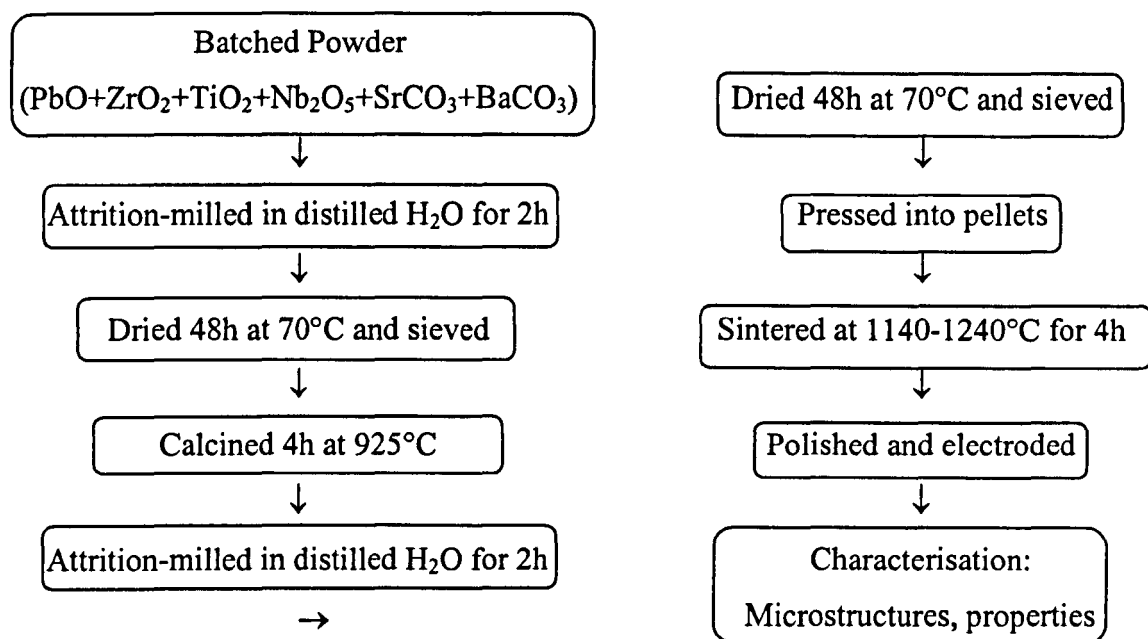 Batched Powder
(PbO+ZrO₂+TiO₂+Nb₂O₅+SrCO₃+BaCO₃)
↓
Attrition-milled in distilled H₂O for 2h
↓
Dried 48h at 70°C and sieved
↓
Calcined 4h at 925°C
↓
Attrition-milled in distilled H₂O for 2h
→
Dried 48h at 70°C and sieved
↓
Pressed into pellets
↓
Sintered at 1140-1240°C for 4h
↓
Polished and electroded
↓
Characterisation:
Microstructures, properties